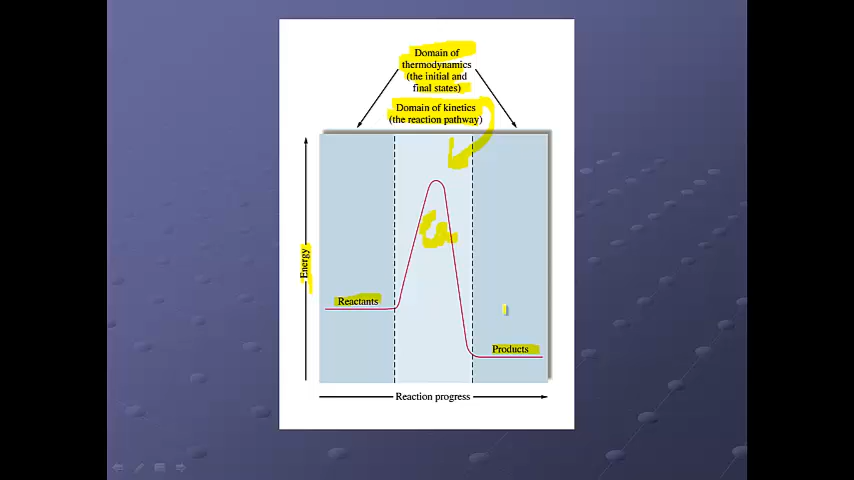 Domain of
thermodynamics
(the initial and
final states)
Domain of kinetics
(the reaction pathway)
Energy
Reactants
Products
Reaction progress